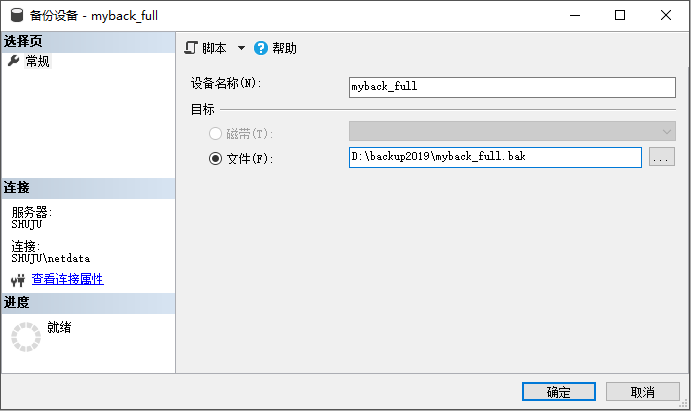 备份设备 - myback_full
选择页
常规
脚本 帮助
设备名称(N): myback_full
目标
磁带(T):
文件(F): D:\backup2019\myback_full.bak ...
连接
服务器:
SHUJU
连接:
SHUJU\netdata
查看连接属性
进度
就绪
确定 取消